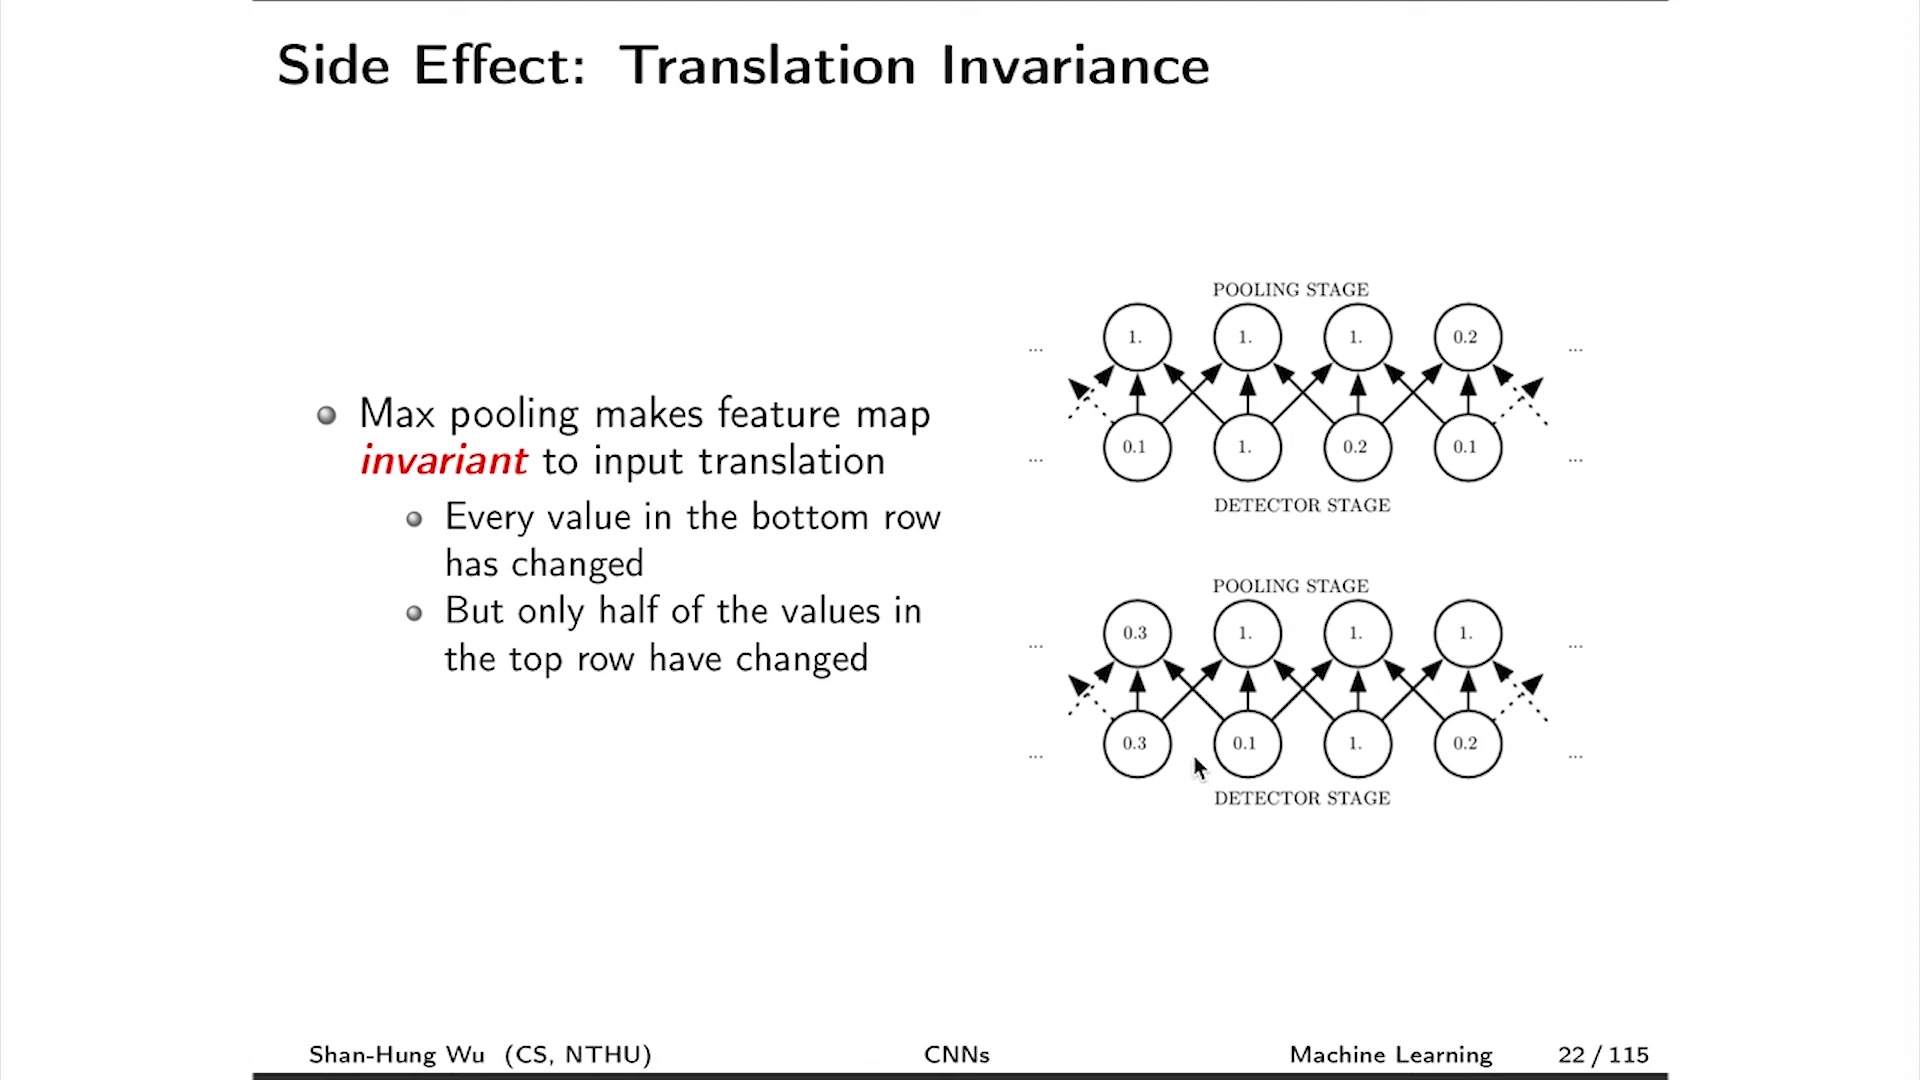 Side Effect: Translation Invariance
Max pooling makes feature map
invariant to input translation
Every value in the bottom row
has changed
But only half of the values in
the top row have changed
POOLING STAGE
... 1. 1. 1. 0.2 ...
... 0.1 1. 0.2 0.1 ...
DETECTOR STAGE
POOLING STAGE
... 0.3 1. 1. 1. ...
... 0.3 0.1 1. 0.2 ...
DETECTOR STAGE
Shan-Hung Wu (CS, NTHU) CNNs Machine Learning 22 / 115